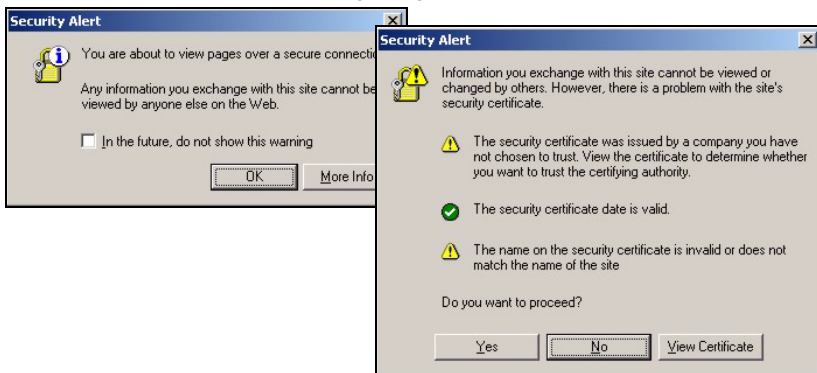 Security Alert
You are about to view pages over a secure connectio
Any information you exchange with this site cannot be
viewed by anyone else on the Web.
In the future, do not show this warning
OK
More Info
Security Alert
Information you exchange with this site cannot be viewed or
changed by others. However, there is a problem with the site's
security certificate.
The security certificate was issued by a company you have
not chosen to trust. View the certificate to determine whether
you want to trust the certifying authority.
The security certificate date is valid.
The name on the security certificate is invalid or does not
match the name of the site
Do you want to proceed?
Yes
No
View Certificate